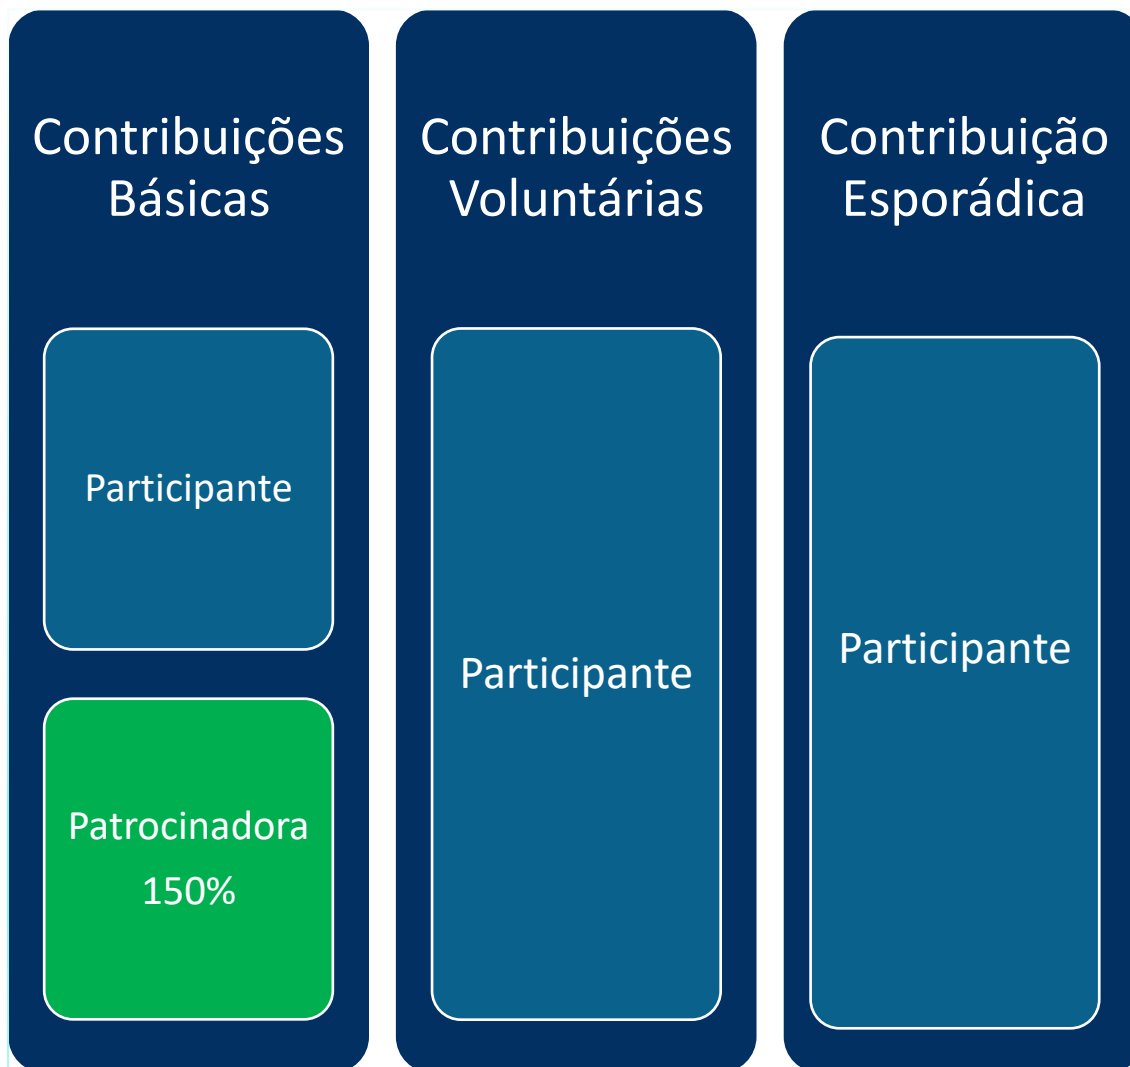 Contribuições
Básicas
Participante
Patrocinadora
150%
Contribuições
Voluntárias
Participante
Contribuição
Esporádica
Participante